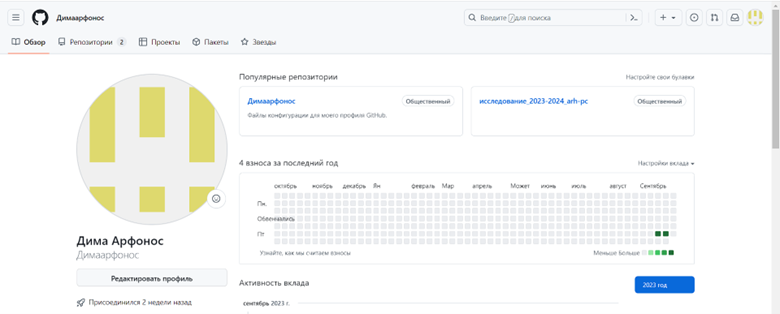 Димаарфонос
Введите / для поиска
Обзор
Репозитории 2
Проекты
Пакеты
Звезды
Популярные репозитории
Настройте свои булавки
Димаарфонос Общественный
Файлы конфигурации для моего профиля GitHub.
исследование_2023-2024_arh-pc Общественный
4 взноса за последний год
Настройки вклада
октябрь ноябрь декабрь Ян февраль Мар апрель Может июнь июль август Сентябрь
Пн.
Пт
Узнайте, как мы считаем взносы
Меньше Больше
Дима Арфонос
Димаарфонос
Редактировать профиль
Присоединился 2 недели назад
Активность вклада
2023 год
сентябрь 2023 г.